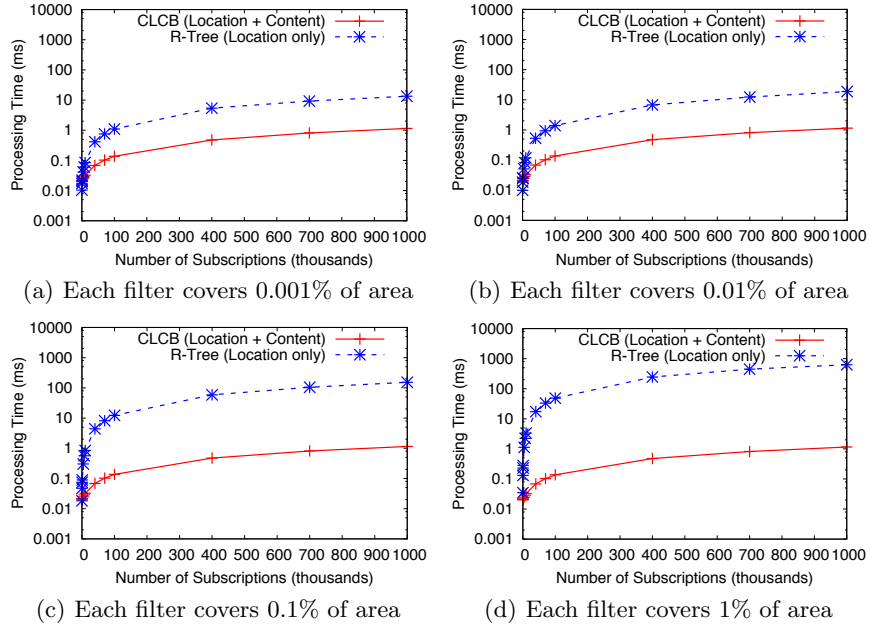 CLCB (Location + Content)
R-Tree (Location only)
10000
1000
100
10
1
0.1
0.01
0.001
Processing Time (ms)
0 100 200 300 400 500 600 700 800 900 1000
Number of Subscriptions (thousands)
(a) Each filter covers 0.001% of area
CLCB (Location + Content)
R-Tree (Location only)
10000
1000
100
10
1
0.1
0.01
0.001
Processing Time (ms)
0 100 200 300 400 500 600 700 800 900 1000
Number of Subscriptions (thousands)
(b) Each filter covers 0.01% of area
CLCB (Location + Content)
R-Tree (Location only)
10000
1000
100
10
1
0.1
0.01
0.001
Processing Time (ms)
0 100 200 300 400 500 600 700 800 900 1000
Number of Subscriptions (thousands)
(c) Each filter covers 0.1% of area
CLCB (Location + Content)
R-Tree (Location only)
10000
1000
100
10
1
0.1
0.01
0.001
Processing Time (ms)
0 100 200 300 400 500 600 700 800 900 1000
Number of Subscriptions (thousands)
(d) Each filter covers 1% of area